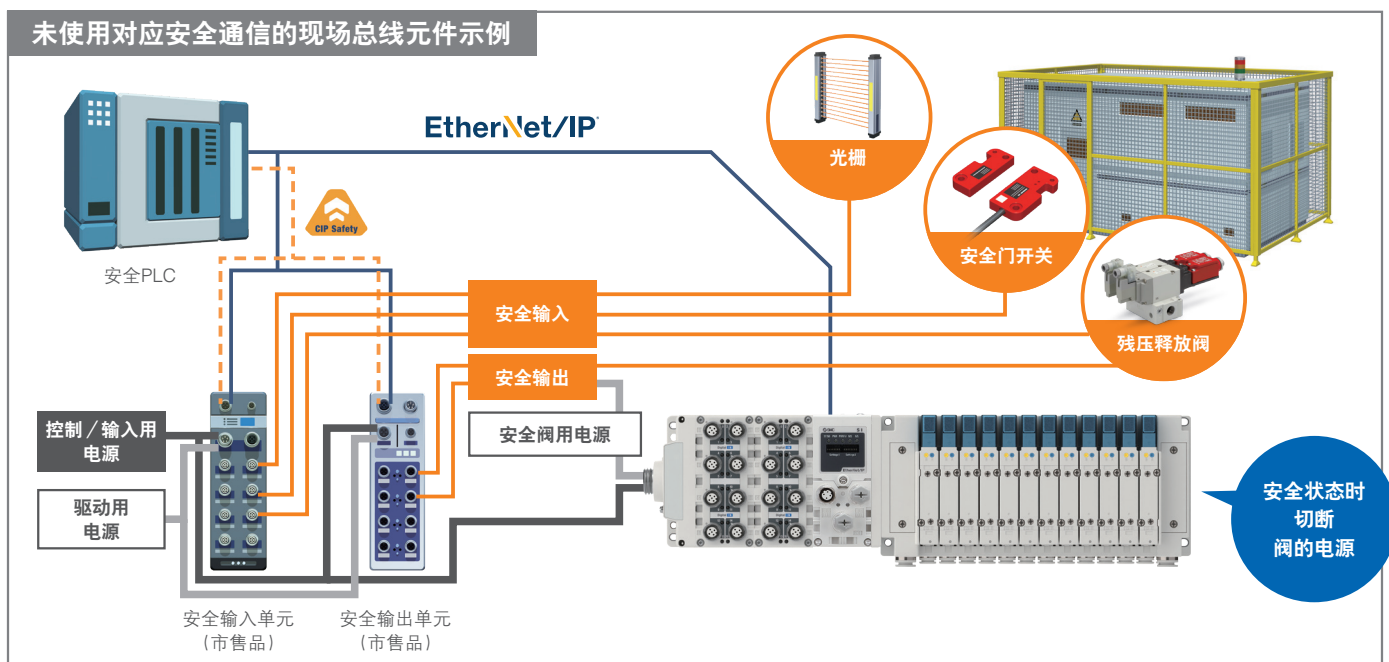 未使用对应安全通信的现场总线元件示例
EtherNet/IP
光栅
CIP Safety
安全门开关
安全PLC
残压释放阀
安全输入
安全输出
控制／输入用
电源
安全阀用电源
驱动用
电源
EtherNet/IP
安全状态时
切断
阀的电源
安全输入单元
（市售品）
安全输出单元
（市售品）